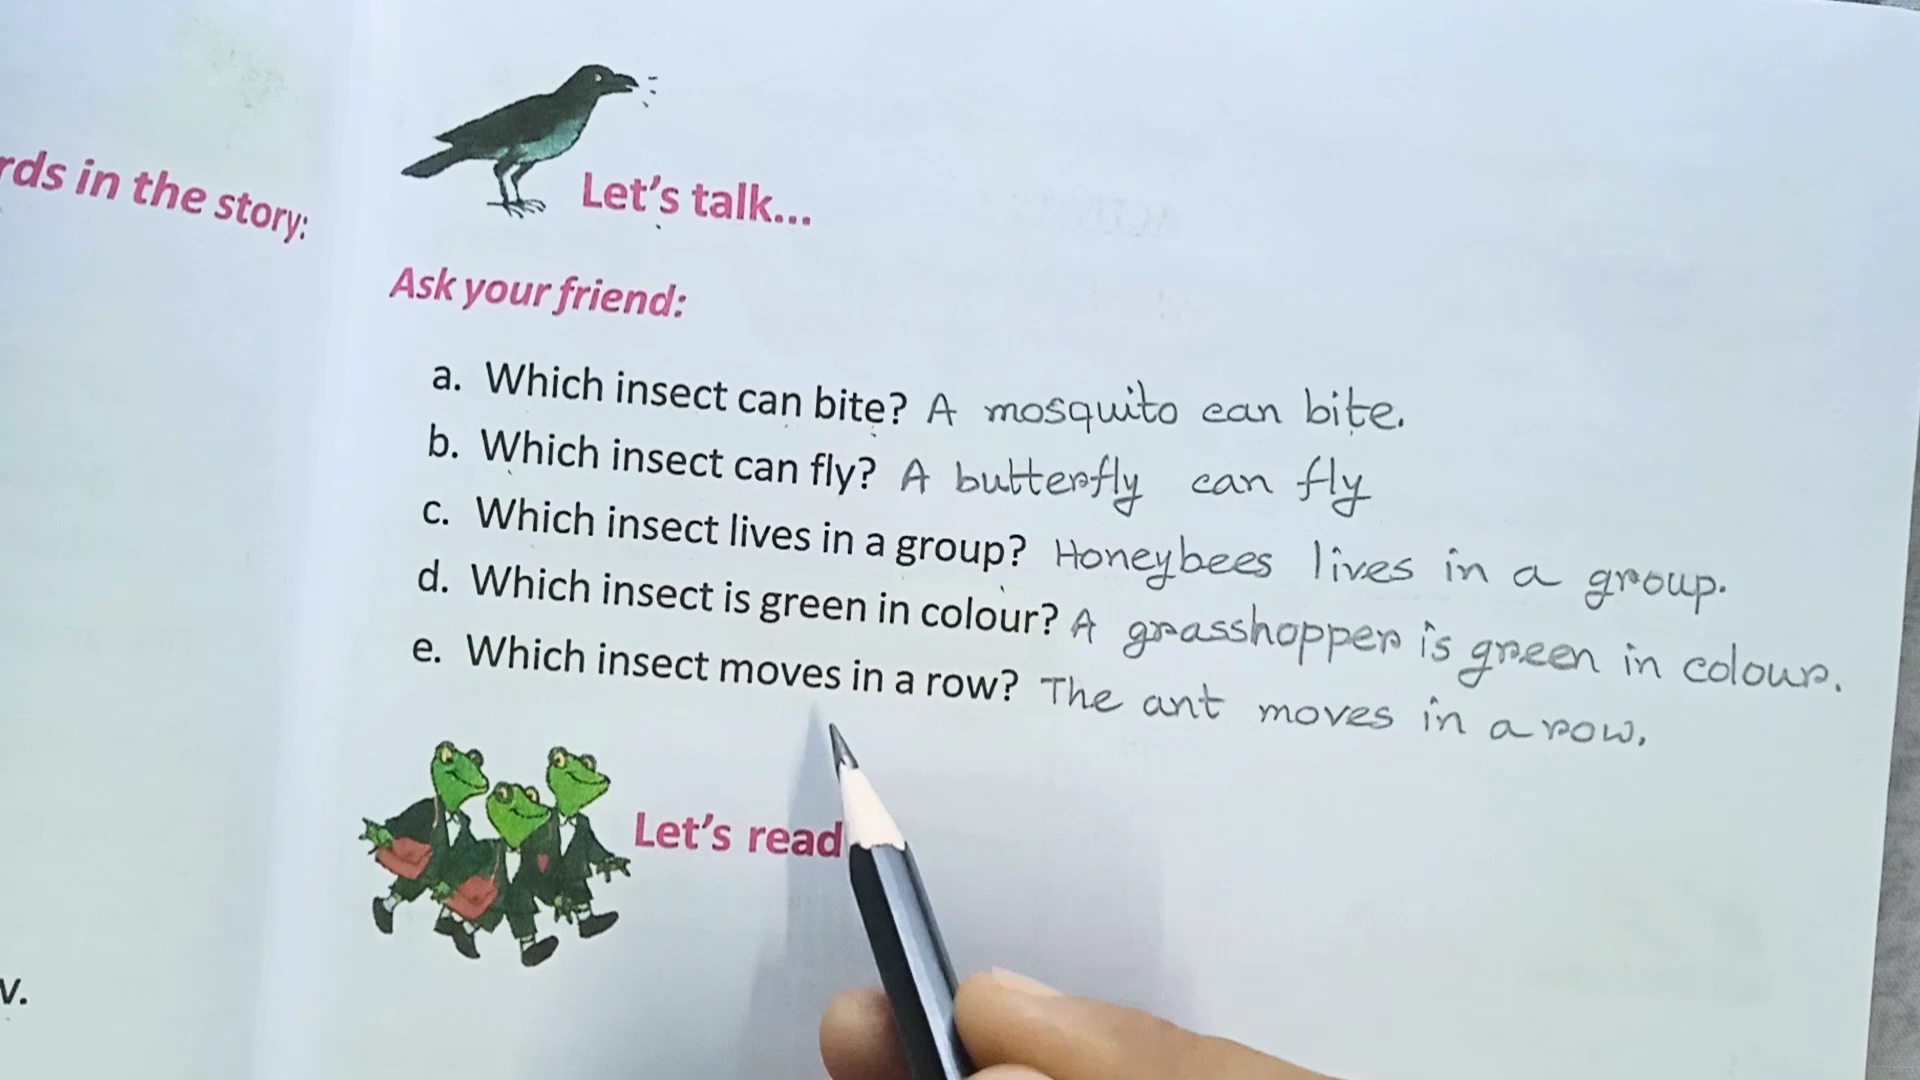 rds in the story:
Let's talk...
Ask your friend:
a. Which insect can bite? A mosquito can bite.
b. Which insect can fly? A butterfly can fly
c. Which insect lives in a group? Honeybees lives in a group.
d. Which insect is green in colour? A grasshopper is green in colour.
e. Which insect moves in a row? The ant moves in a row.
Let's read
v.